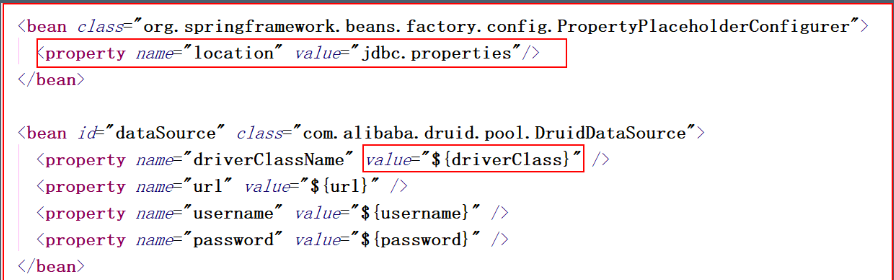 <bean class="org.springframework.beans.factory.config.PropertyPlaceholderConfigurer">
<property name="location" value="jdbc.properties"/>
</bean>
<bean id="dataSource" class="com.alibaba.druid.pool.DruidDataSource">
<property name="driverClassName" value="${driverClass}" />
<property name="url" value="${url}" />
<property name="username" value="${username}" />
<property name="password" value="${password}" />
</bean>